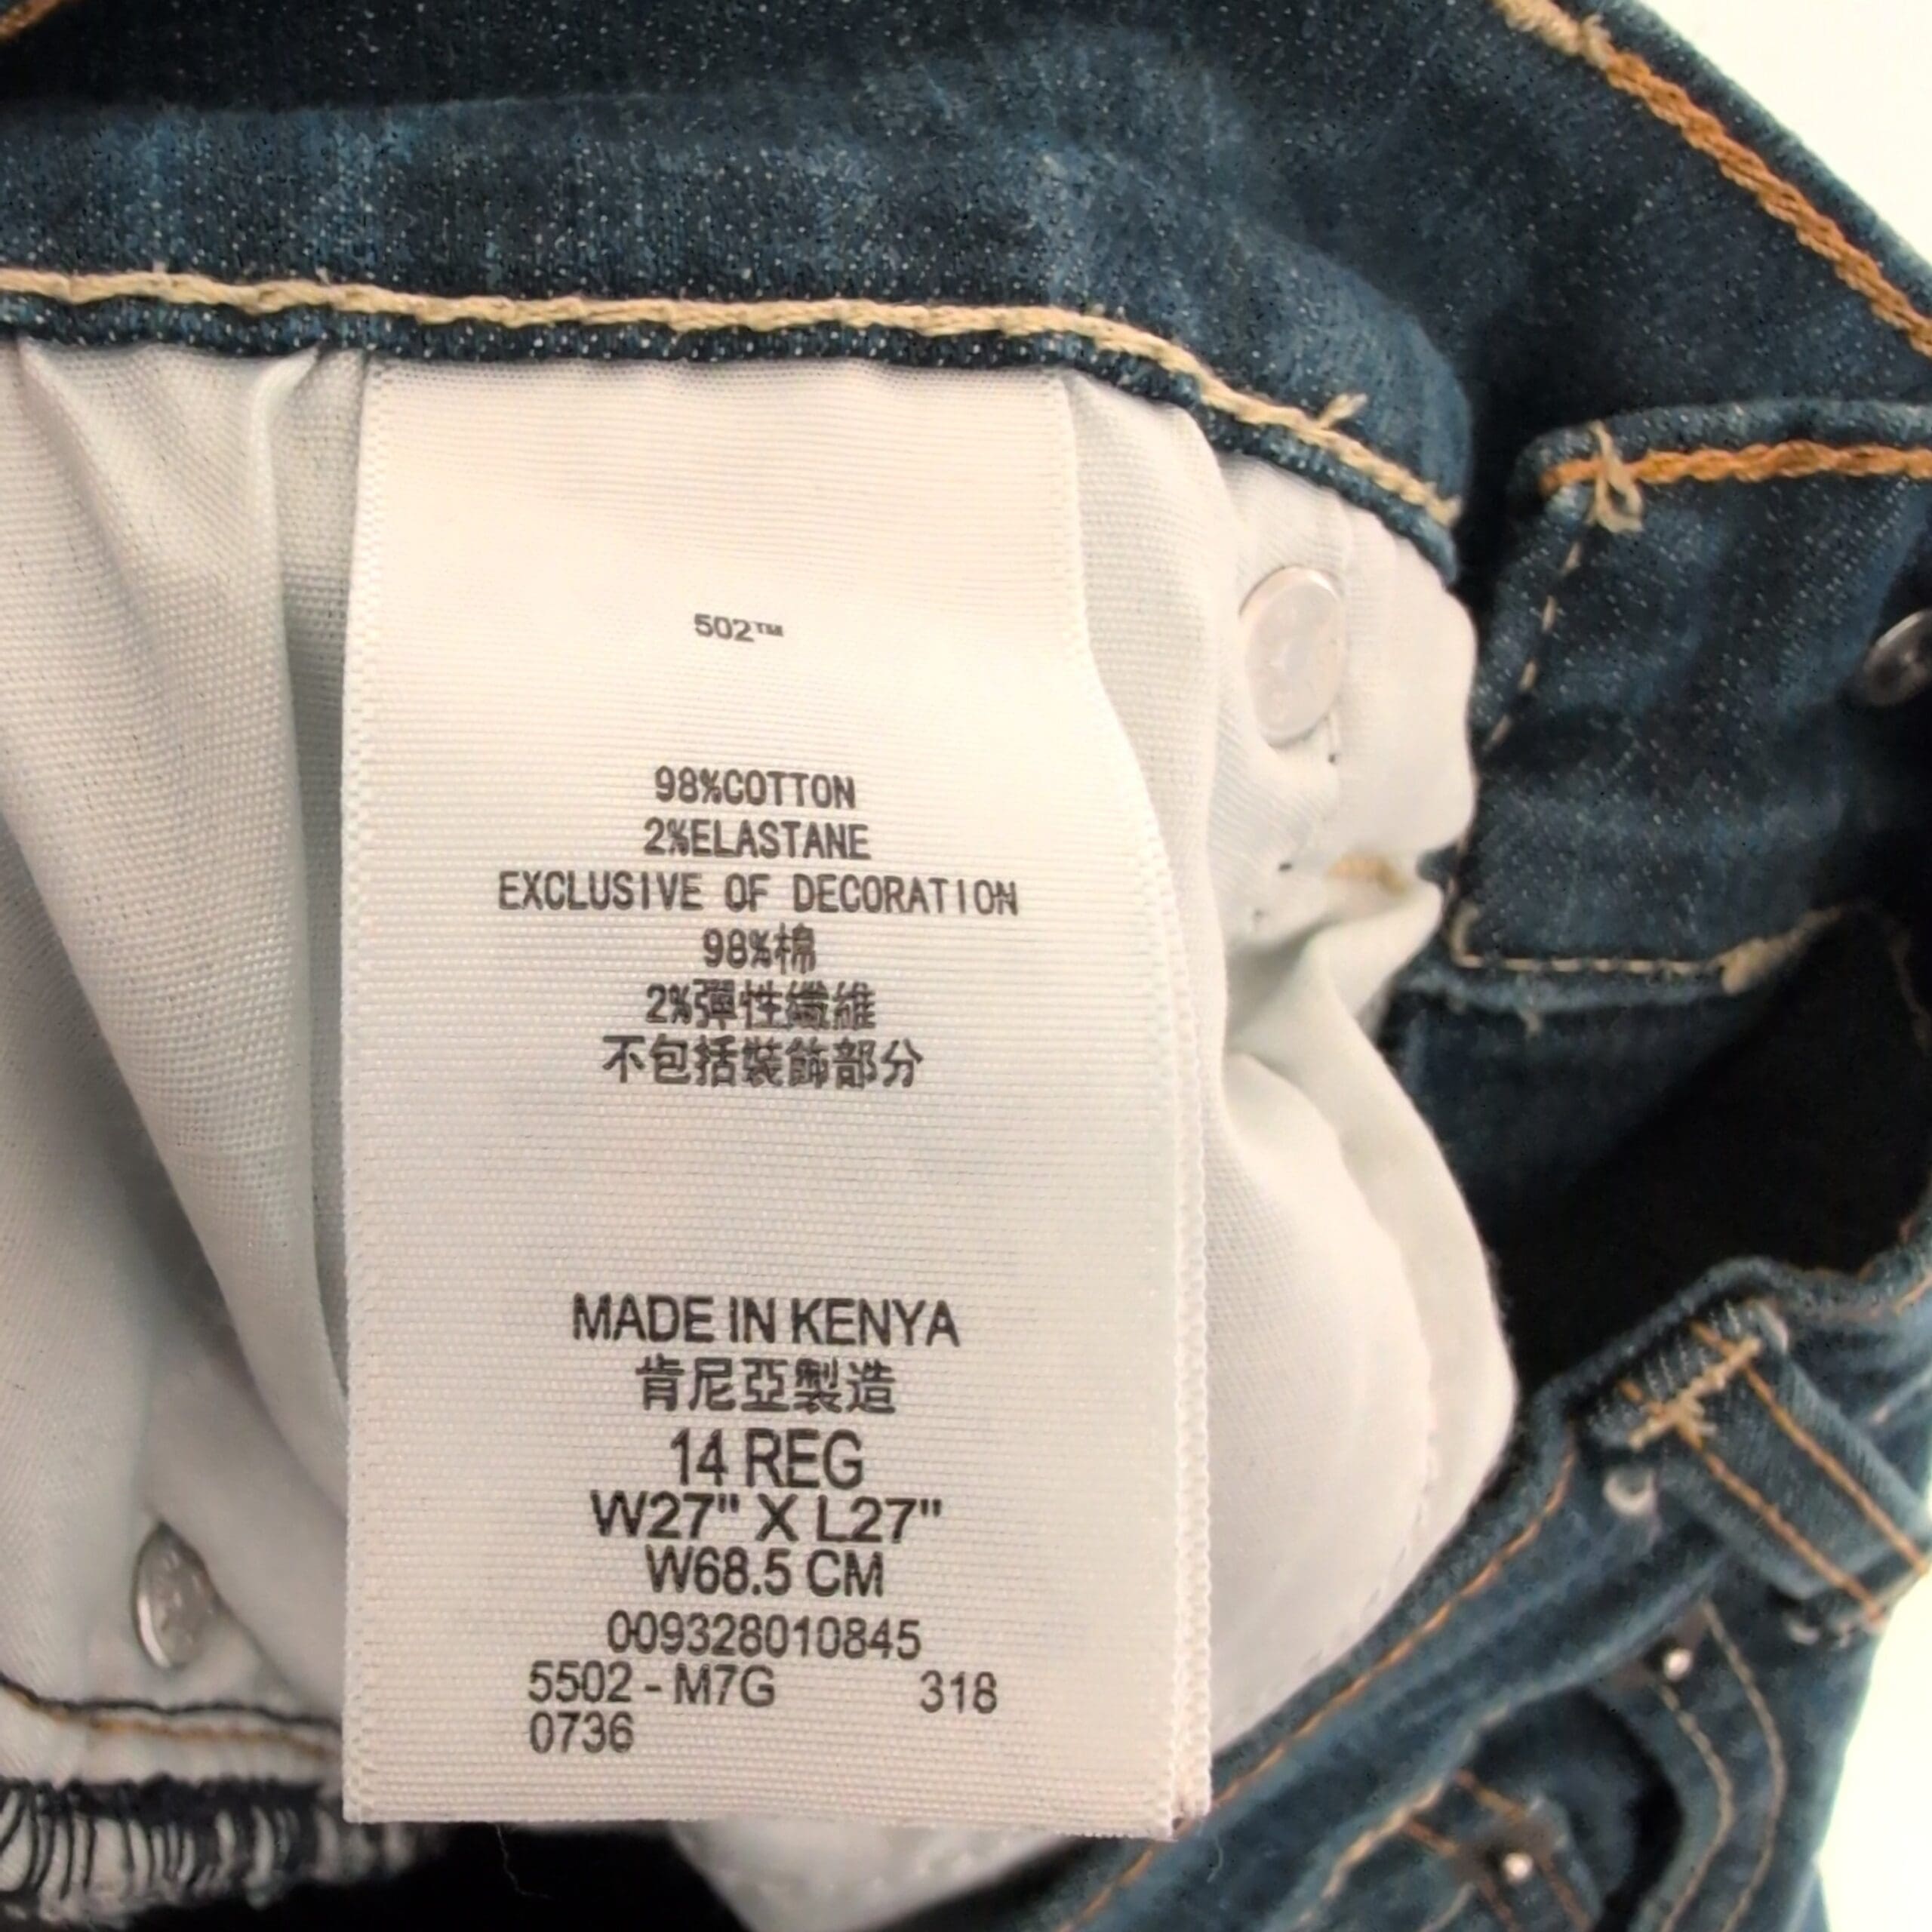 502™
98%COTTON
2%ELASTANE
EXCLUSIVE OF DECORATION
98%棉
2%彈性纖維
不包括裝飾部分
MADE IN KENYA
肯尼亞製造
14 REG
W27" X L27"
W68.5 CM
009328010845
5502 - M7G 318
0736